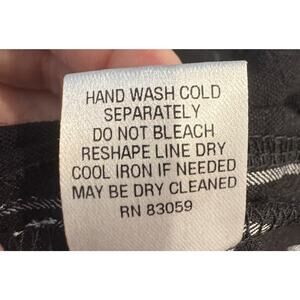 HAND WASH COLD
SEPARATELY
DO NOT BLEACH
RESHAPE LINE DRY
COOL IRON IF NEEDED
MAY BE DRY CLEANED
RN 83059